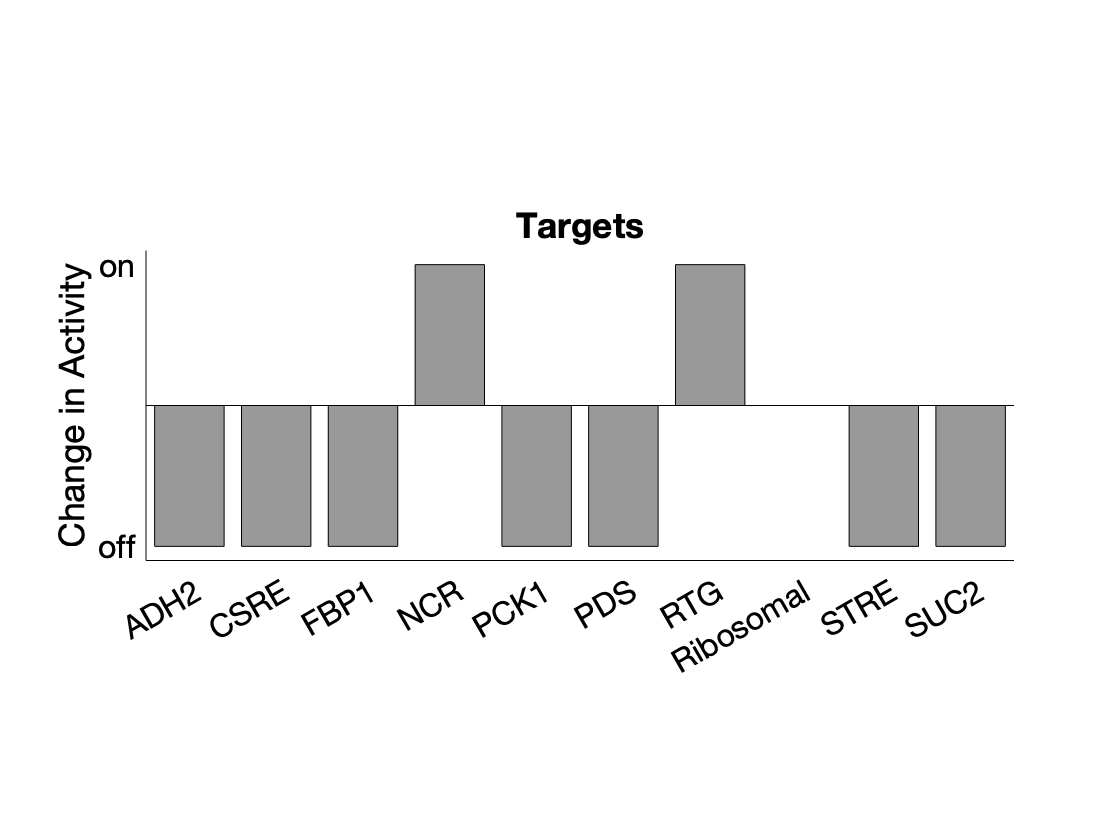 Targets
Change in Activity
on
off
ADH2
CSRE
FBP1
NCR
PCK1
PDS
RTG
Ribosomal
STRE
SUC2